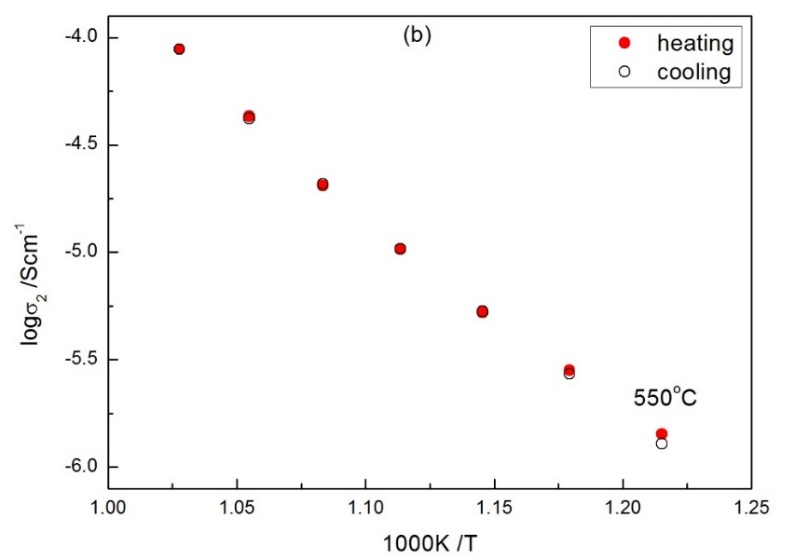 (b)
heating
cooling
-4.0
-4.5
-5.0
-5.5
-6.0
logσ₂ /Scm⁻¹
550°C
1.00 1.05 1.10 1.15 1.20 1.25
1000K /T